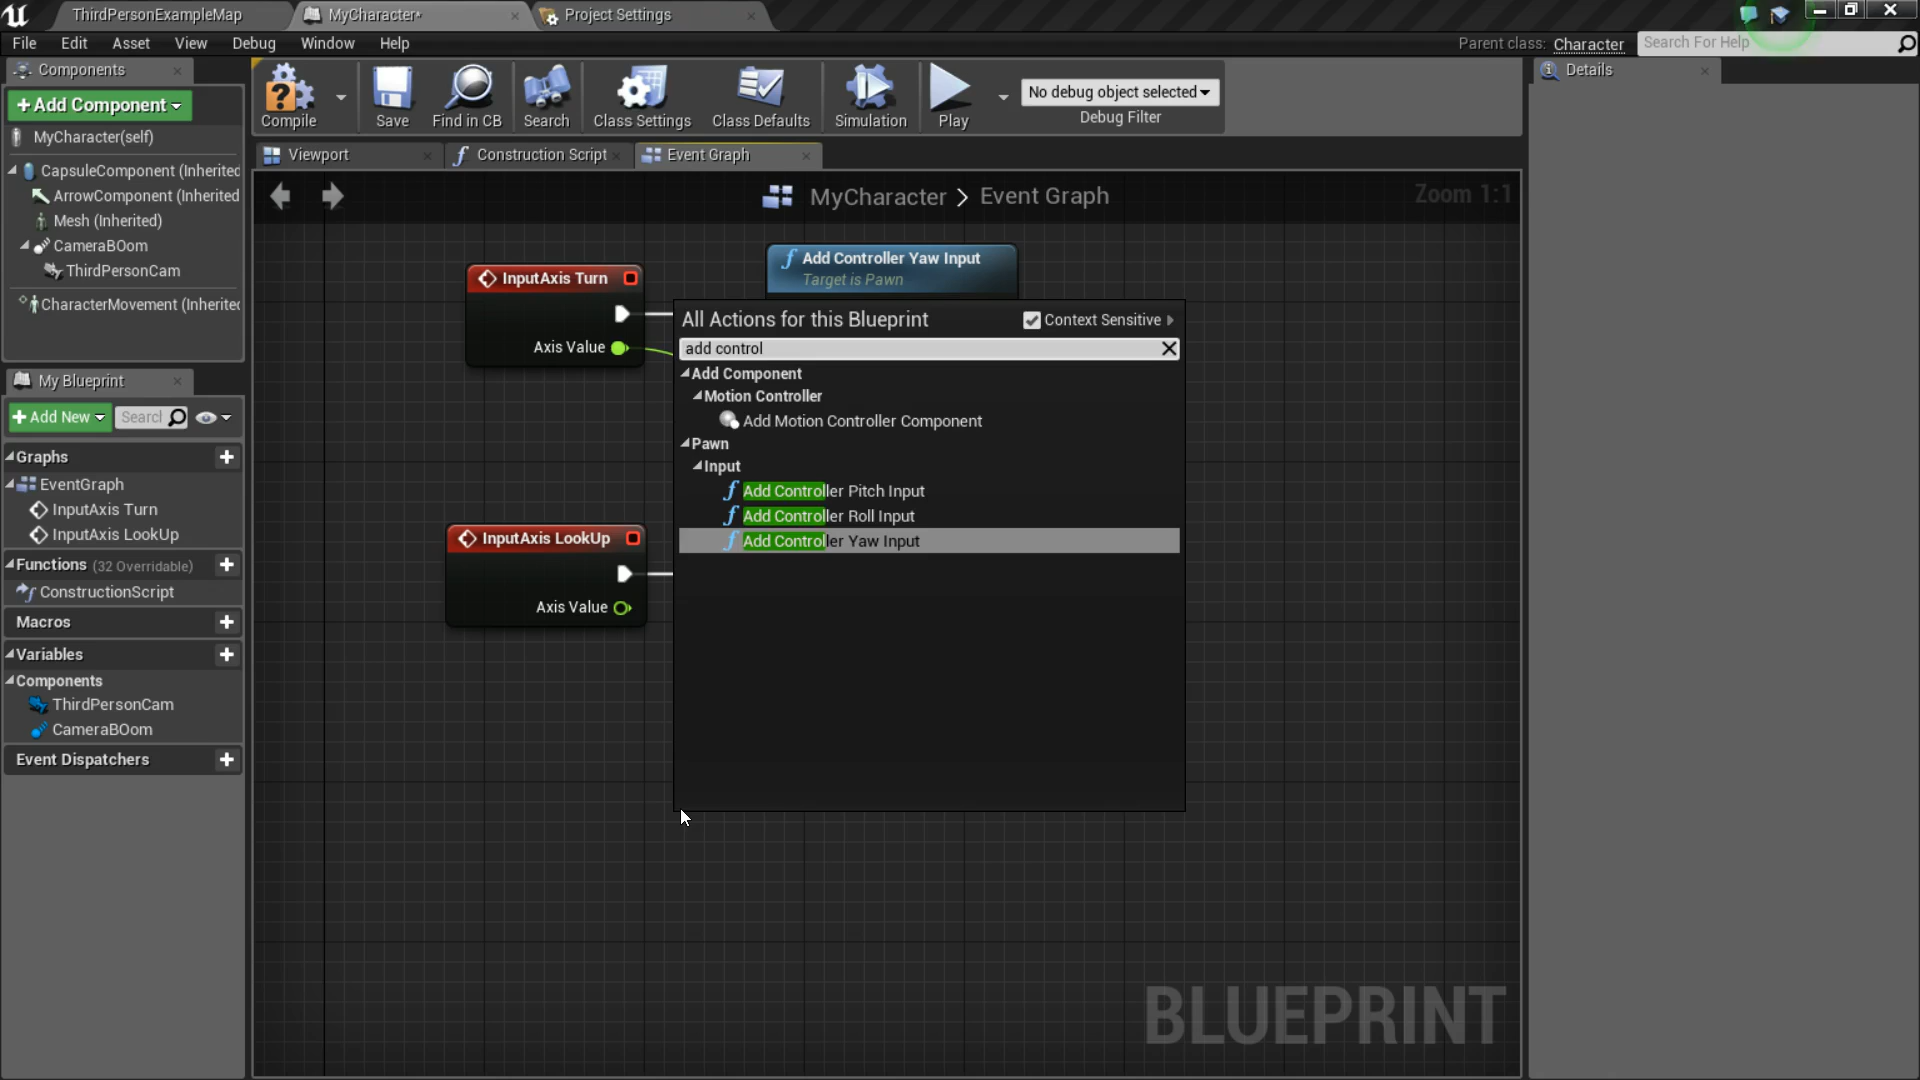 ThirdPersonExampleMap
MyCharacter*
Project Settings
File Edit Asset View Debug Window Help
Parent class: Character
Search For Help
Components
+Add Component
MyCharacter(self)
CapsuleComponent (Inherited
ArrowComponent (Inherited
Mesh (Inherited)
CameraBOom
ThirdPersonCam
CharacterMovement (Inherite
My Blueprint
+Add New
Search
Graphs
EventGraph
InputAxis Turn
InputAxis LookUp
Functions (32 Overridable)
ConstructionScript
Macros
Variables
Components
ThirdPersonCam
CameraBOom
Event Dispatchers
Compile
Save
Find in CB
Search
Class Settings
Class Defaults
Simulation
Play
No debug object selected
Debug Filter
Viewport
Construction Script
Event Graph
MyCharacter > Event Graph
Zoom 1:1
InputAxis Turn
Axis Value
Add Controller Yaw Input
Target is Pawn
InputAxis LookUp
Axis Value
All Actions for this Blueprint
Context Sensitive
add control
Add Component
Motion Controller
Add Motion Controller Component
Pawn
Input
Add Controller Pitch Input
Add Controller Roll Input
Add Controller Yaw Input
BLUEPRINT
Details